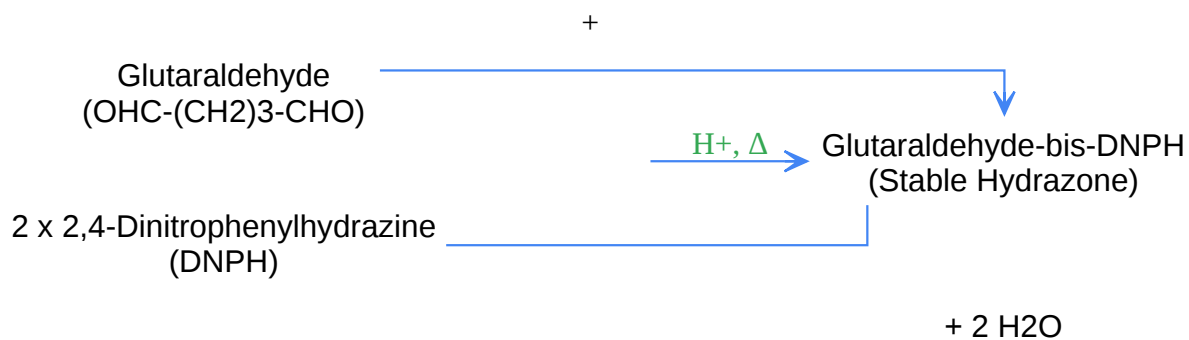 +
Glutaraldehyde
(OHC-(CH2)3-CHO)
H+, Δ
Glutaraldehyde-bis-DNPH
(Stable Hydrazone)
2 x 2,4-Dinitrophenylhydrazine
(DNPH)
+ 2 H2O